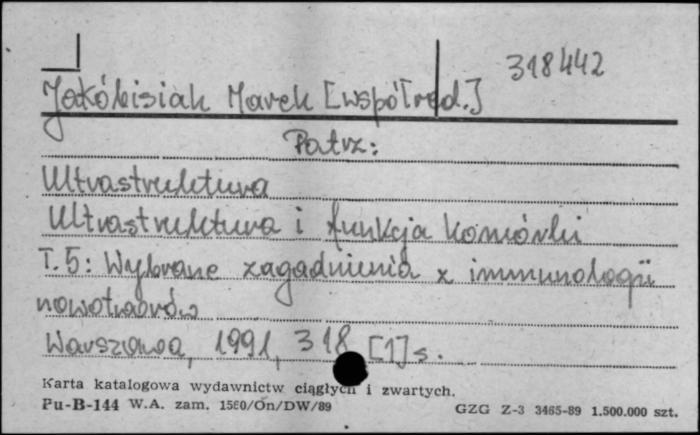 318442
Jakóbisiak Marek [współred.]
Patrz:
Ultrastruktura
Ultrastruktura i funkcja komórki
T.5: Wybrane zagadnienia z immunologii
nowotworów
Warszawa, 1991, 318 [1] s.
Karta katalogowa wydawnictw ciągłych i zwartych.
Pu-B-144 W.A. zam. 1560/On/DW/89
GZG Z-3 3465-89 1.500.000 szt.